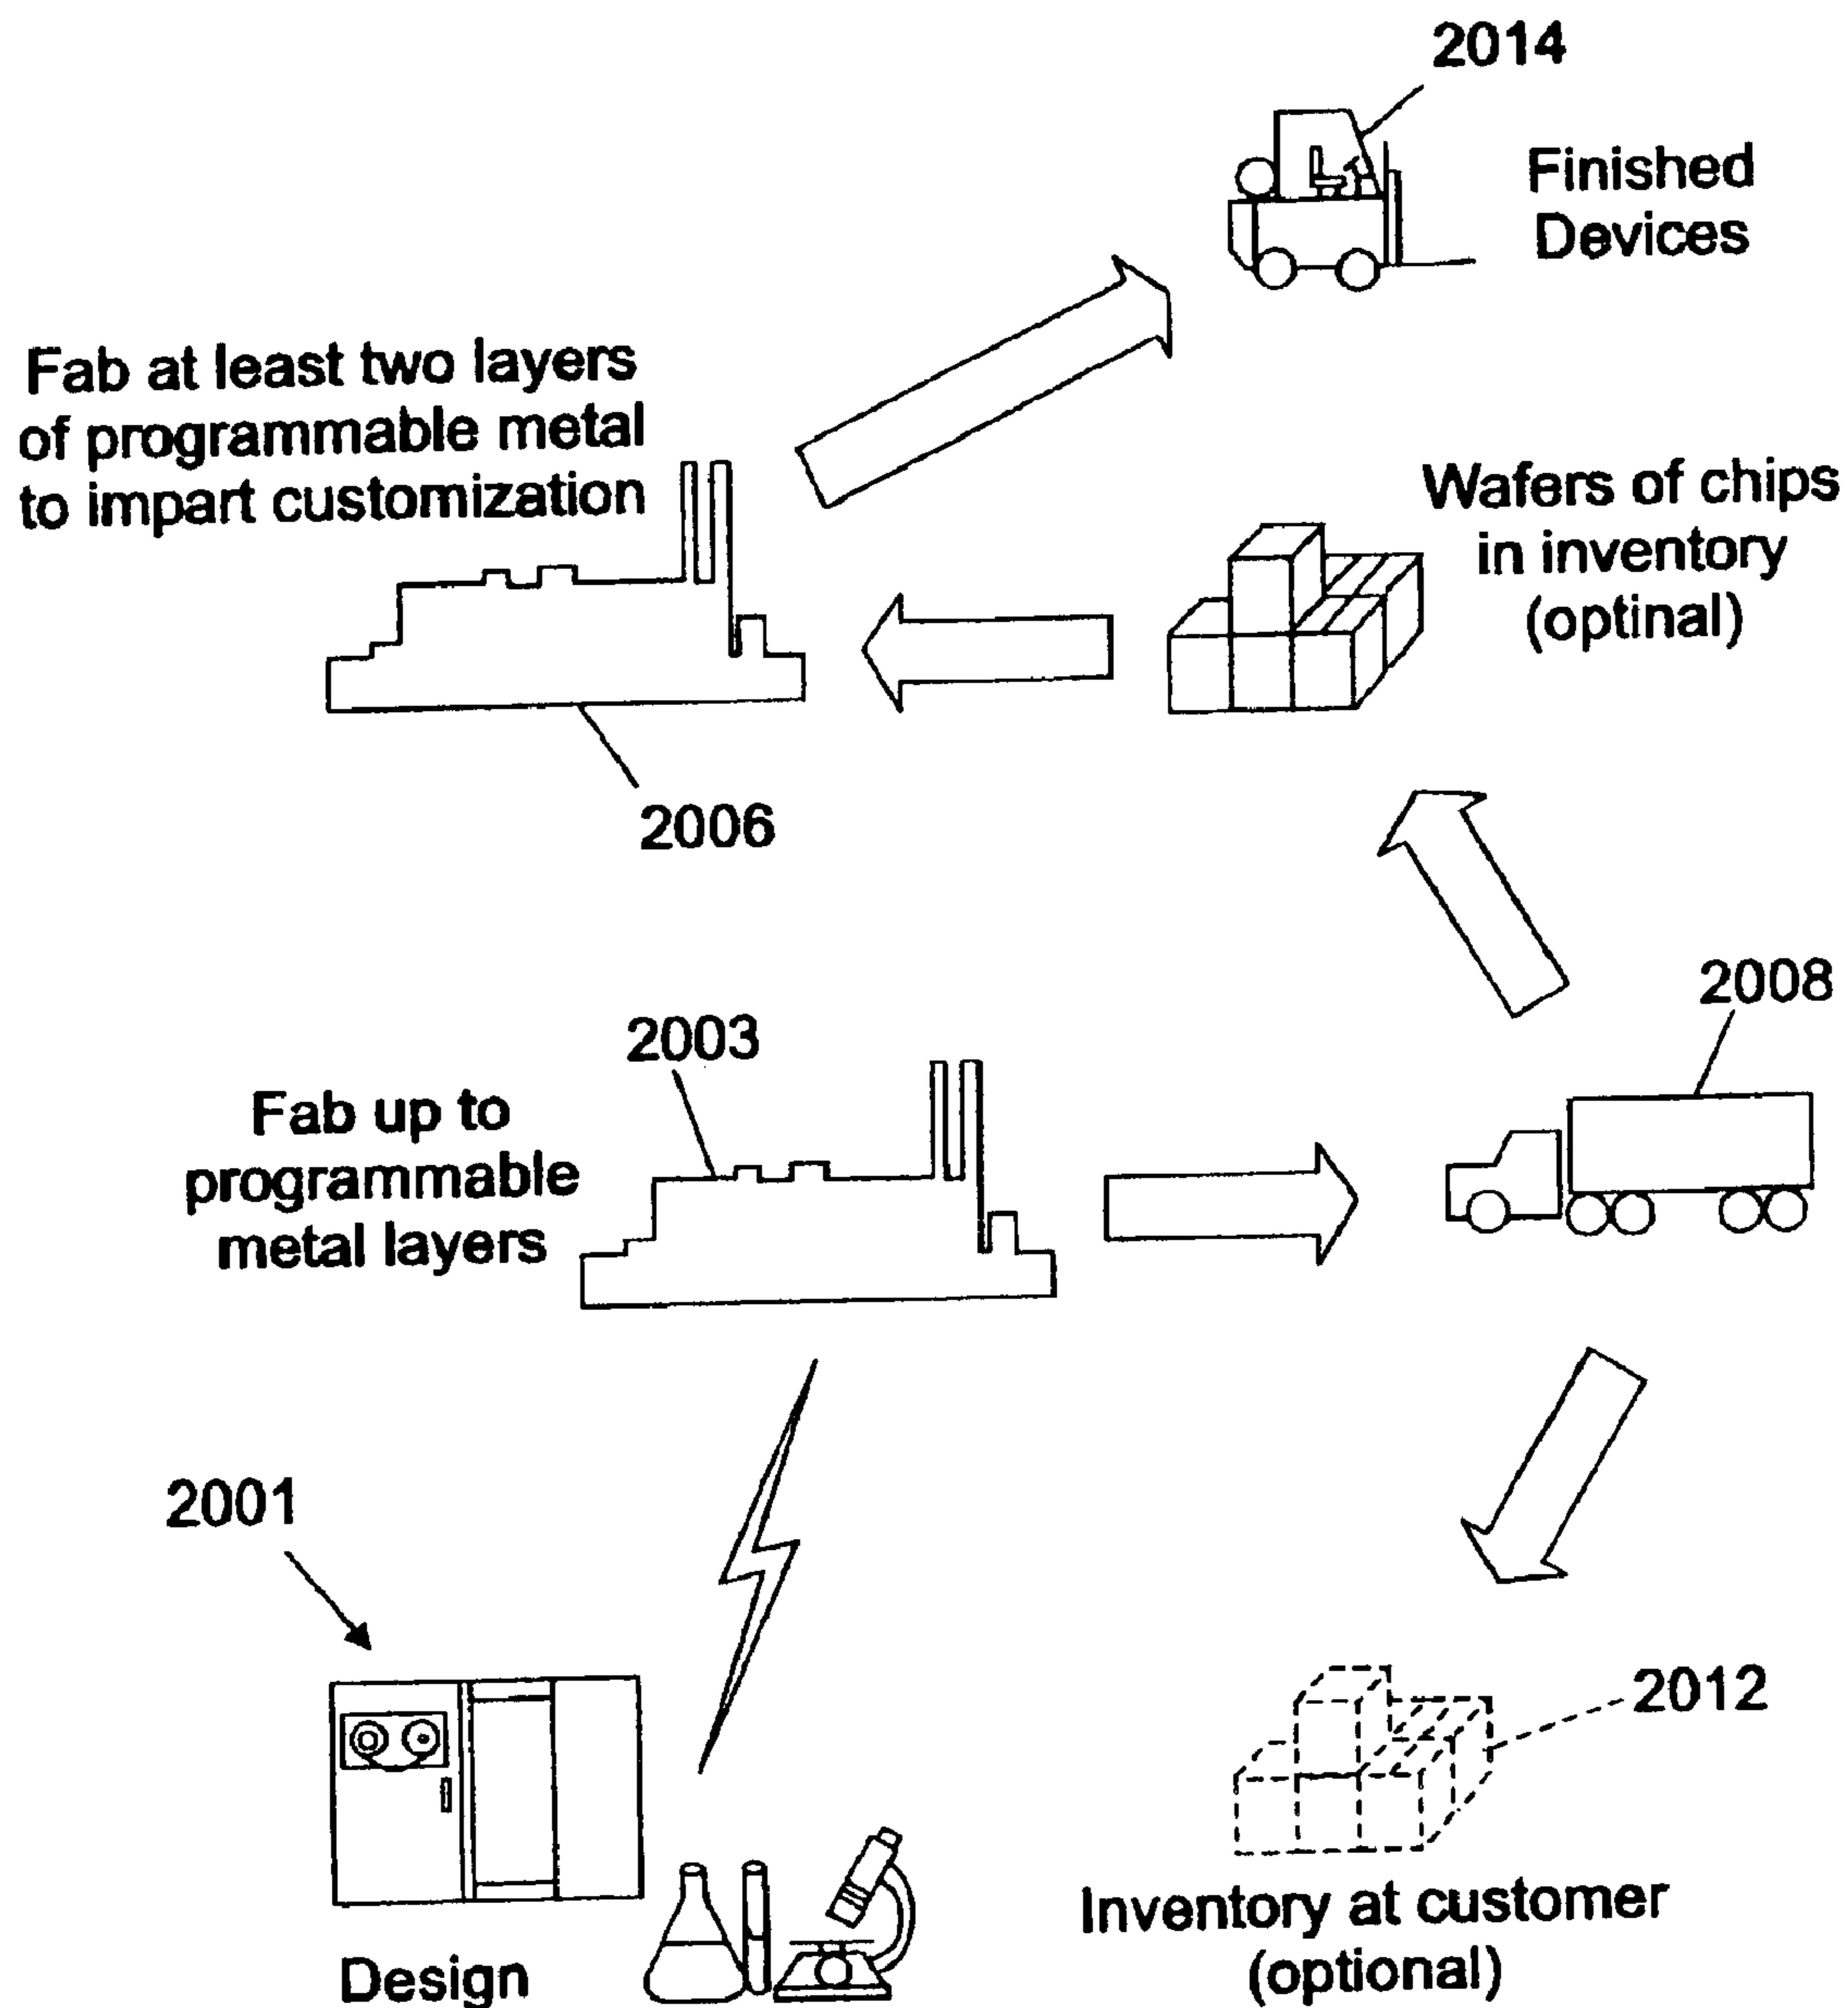 2014
Finished
Devices
Fab at least two layers
of programmable metal
to impart customization
Wafers of chips
in inventory
(optinal)
2006
2008
2003
Fab up to
programmable
metal layers
2001
2012
Inventory at customer
(optional)
Design